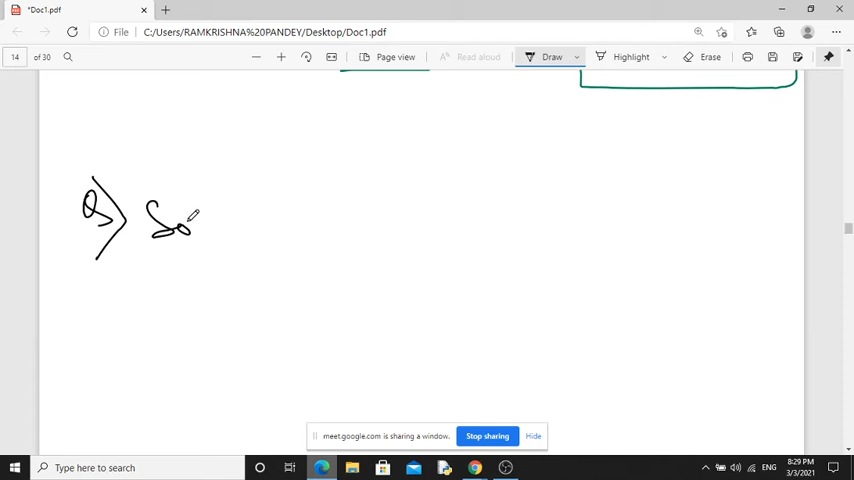 *Doc1.pdf
File C:/Users/RAMKRISHNA%20PANDEY/Desktop/Doc1.pdf
14 of 30 Page view Read aloud Draw Highlight Erase
Q) So
meet.google.com is sharing a window. Stop sharing Hide
Type here to search
ENG
8:29 PM
3/3/2021